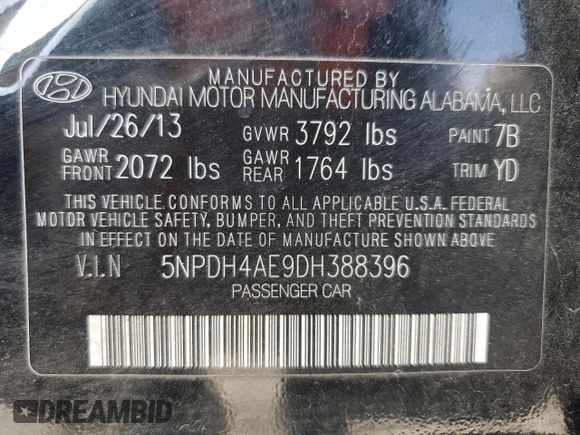 MANUFACTURED BY
HYUNDAI MOTOR MANUFACTURING ALABAMA, LLC
Jul/26/13 GVWR 3792 lbs PAINT 7B
GAWR FRONT 2072 lbs GAWR REAR 1764 lbs TRIM YD
THIS VEHICLE CONFORMS TO ALL APPLICABLE U.S.A. FEDERAL
MOTOR VEHICLE SAFETY, BUMPER, AND THEFT PREVENTION STANDARDS
IN EFFECT ON THE DATE OF MANUFACTURE SHOWN ABOVE.
V.I.N 5NPDH4AE9DH388396
PASSENGER CAR
DREAMBID